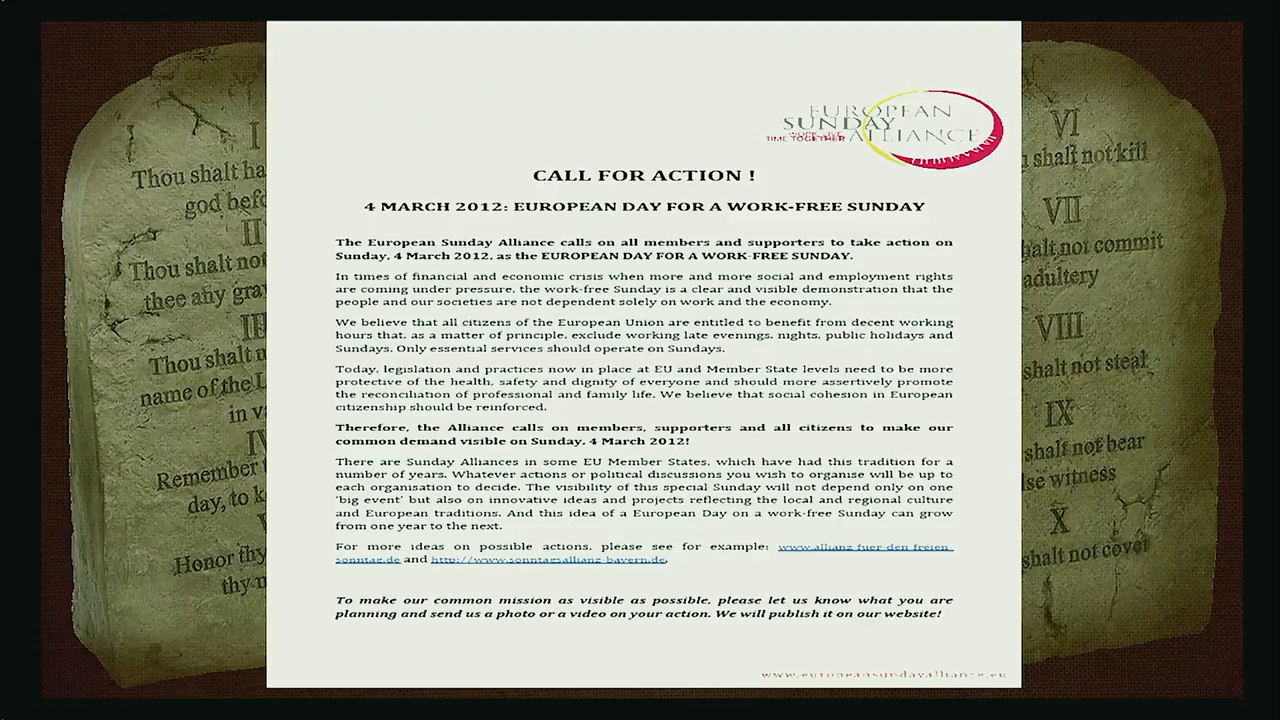 I
Thou shalt ha
god befo
II
Thou shalt not
thee any gra
III
Thou shalt n
name of the L
in va
IV
Remember t
day, to k
V
Honor thy
thy m
EUROPEAN
SUNDAY
ALLIANCE
TIME TOGETHER
CALL FOR ACTION !
4 MARCH 2012: EUROPEAN DAY FOR A WORK-FREE SUNDAY
The European Sunday Alliance calls on all members and supporters to take action on
Sunday, 4 March 2012, as the EUROPEAN DAY FOR A WORK-FREE SUNDAY.
In times of financial and economic crisis when more and more social and employment rights
are coming under pressure, the work-free Sunday is a clear and visible demonstration that the
people and our societies are not dependent solely on work and the economy.
We believe that all citizens of the European Union are entitled to benefit from decent working
hours that, as a matter of principle, exclude working late evenings, nights, public holidays and
Sundays. Only essential services should operate on Sundays.
Today, legislation and practices now in place at EU and Member State levels need to be more
protective of the health, safety and dignity of everyone and should more assertively promote
the reconciliation of professional and family life. We believe that social cohesion in European
citizenship should be reinforced.
Therefore, the Alliance calls on members, supporters and all citizens to make our
common demand visible on Sunday, 4 March 2012!
There are Sunday Alliances in some EU Member States, which have had this tradition for a
number of years. Whatever actions or political discussions you wish to organise will be up to
each organisation to decide. The visibility of this special Sunday will not depend only on one
'big event' but also on innovative ideas and projects reflecting the local and regional culture
and European traditions. And this idea of a European Day on a work-free Sunday can grow
from one year to the next.
For more ideas on possible actions, please see for example: www.allianz-fuer-den-freien-
sonntag.de and http://www.sonntagsallianz-bayern.de.
To make our common mission as visible as possible, please let us know what you are
planning and send us a photo or a video on your action. We will publish it on our website!
www.europeansundayalliance.eu
VI
shalt not kill
VII
halt not commit
adultery
VIII
shalt not steal
IX
shalt not bear
lse witness
X
shalt not covet